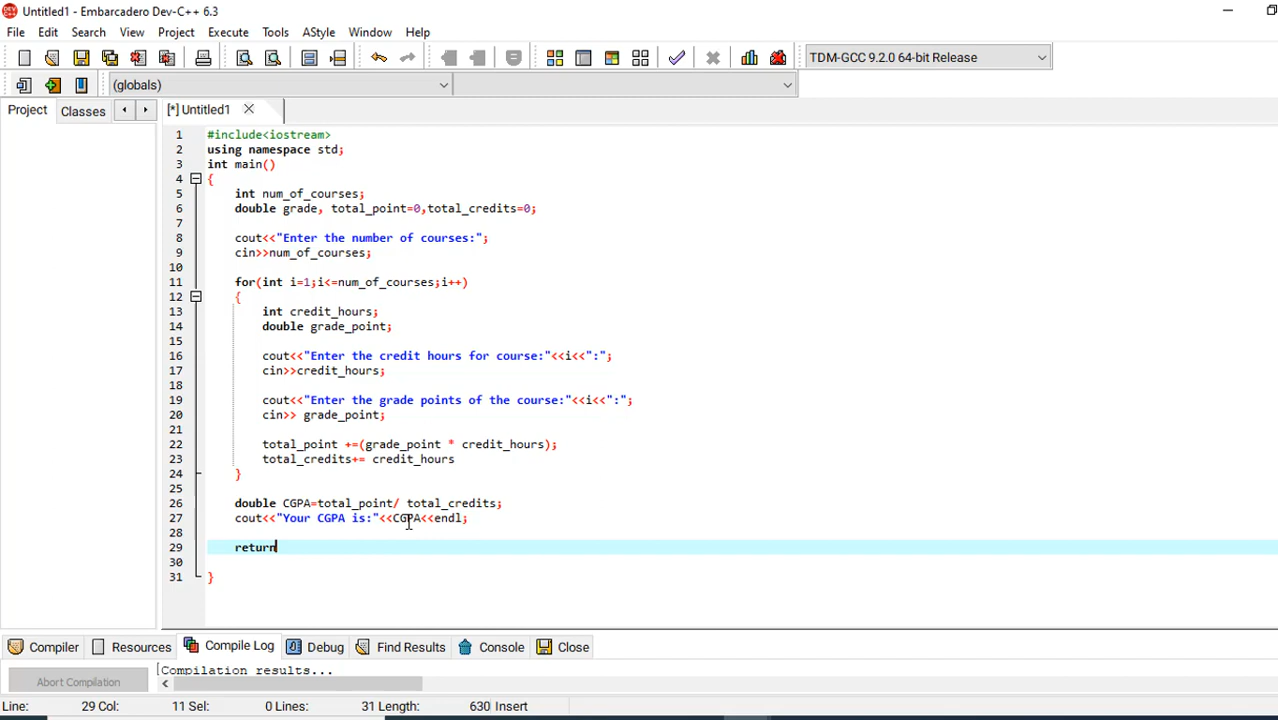 Untitled1 - Embarcadero Dev-C++ 6.3
File Edit Search View Project Execute Tools AStyle Window Help
TDM-GCC 9.2.0 64-bit Release
(globals)
Project Classes [*] Untitled1
1 #include<iostream>
2 using namespace std;
3 int main()
4 {
5 int num_of_courses;
6 double grade, total_point=0,total_credits=0;
7
8 cout<<"Enter the number of courses:";
9 cin>>num_of_courses;
10
11 for(int i=1;i<=num_of_courses;i++)
12 {
13 int credit_hours;
14 double grade_point;
15
16 cout<<"Enter the credit hours for course:"<<i<<":";
17 cin>>credit_hours;
18
19 cout<<"Enter the grade points of the course:"<<i<<":";
20 cin>> grade_point;
21
22 total_point +=(grade_point * credit_hours);
23 total_credits+= credit_hours
24 }
25
26 double CGPA=total_point/ total_credits;
27 cout<<"Your CGPA is:"<<CGPA<<endl;
28
29 return
30
31 }
Compiler Resources Compile Log Debug Find Results Console Close
Compilation results...
Abort Compilation
Line: 29 Col: 11 Sel: 0 Lines: 31 Length: 630 Insert